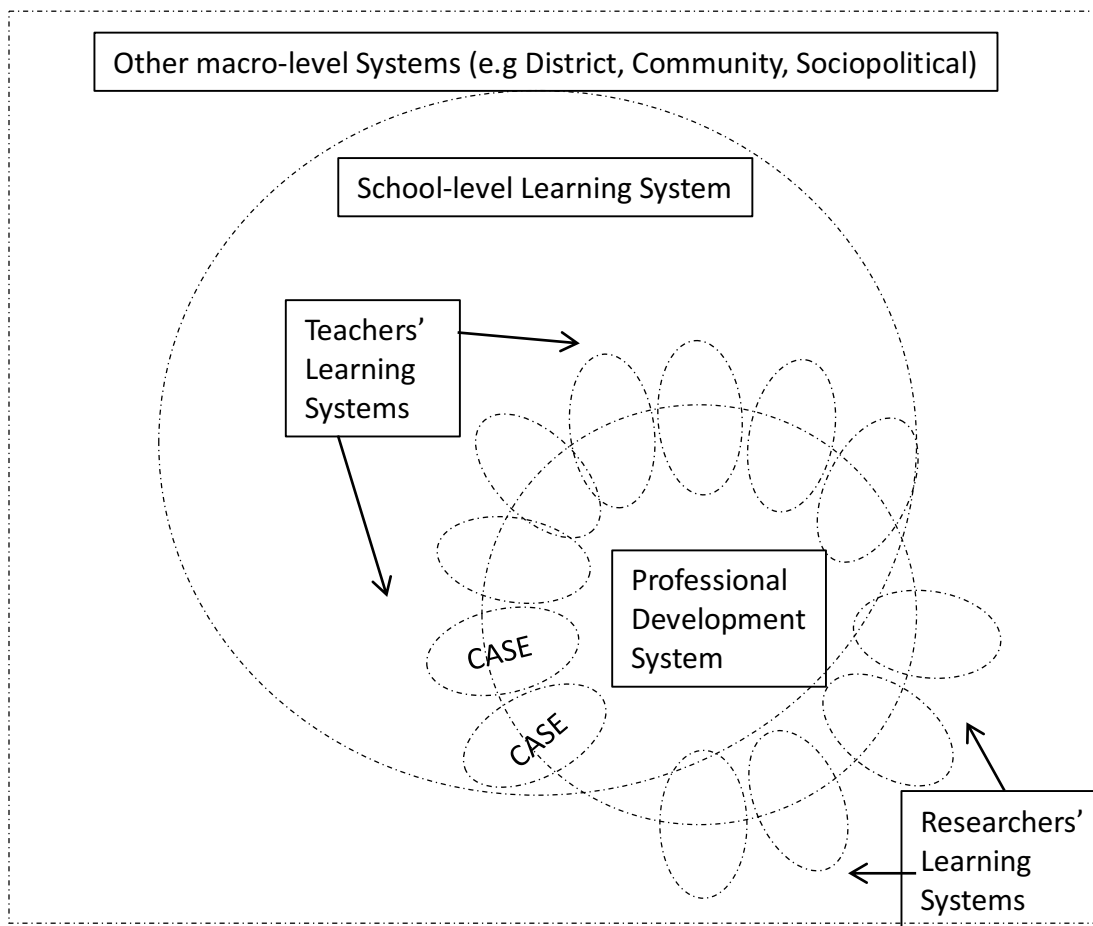 Other macro-level Systems (e.g District, Community, Sociopolitical)
School-level Learning System
Teachers’
Learning
Systems
Professional
Development
System
CASE
CASE
Researchers’
Learning
Systems